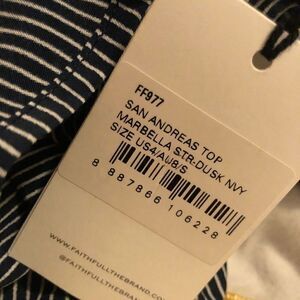 FF977
SAN ANDREAS TOP
MARBELLA STR-DUSK NVY
SIZE US4/AU8/S
8 887866 106228
WWW.FAITHFULLTHEBRAND.COM
@FAITHFULLTHEBRAND